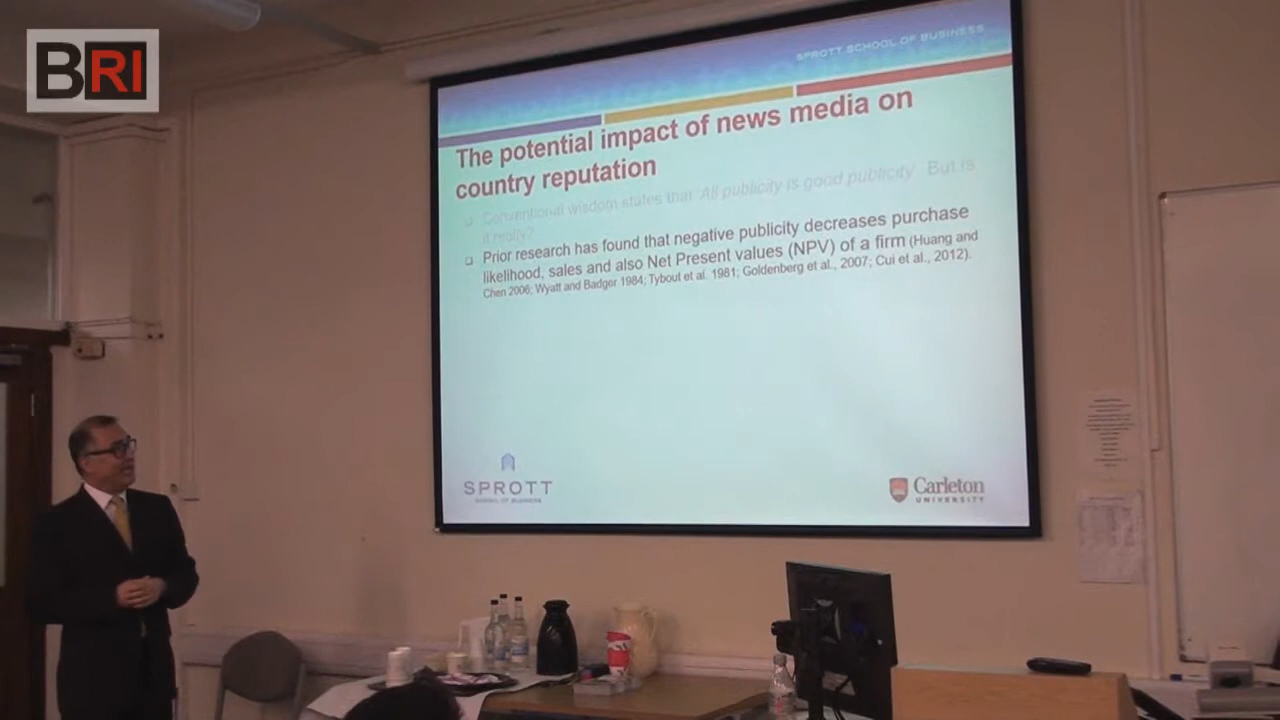 BRI
SPROTT SCHOOL OF BUSINESS
The potential impact of news media on
country reputation
Conventional wisdom states that 'All publicity is good publicity'. But is
it really?
Prior research has found that negative publicity decreases purchase
likelihood, sales and also Net Present values (NPV) of a firm (Huang and
Chen 2006; Wyatt and Badger 1984; Tybout et al. 1981; Goldenberg et al., 2007; Cui et al., 2012).
SPROTT
SCHOOL OF BUSINESS
Carleton
UNIVERSITY